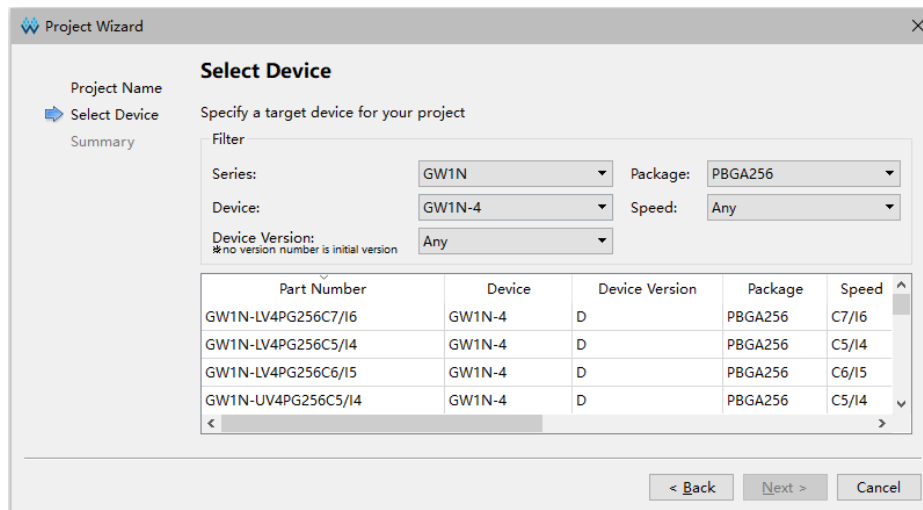 Project Wizard
Project Name
Select Device
Summary
Select Device
Specify a target device for your project
Filter
Series: GW1N Package: PBGA256
Device: GW1N-4 Speed: Any
Device Version: Any
※no version number is initial version
Part Number Device Device Version Package Speed
GW1N-LV4PG256C7/I6 GW1N-4 D PBGA256 C7/I6
GW1N-LV4PG256C5/I4 GW1N-4 D PBGA256 C5/I4
GW1N-LV4PG256C6/I5 GW1N-4 D PBGA256 C6/I5
GW1N-UV4PG256C5/I4 GW1N-4 D PBGA256 C5/I4
< Back Next > Cancel